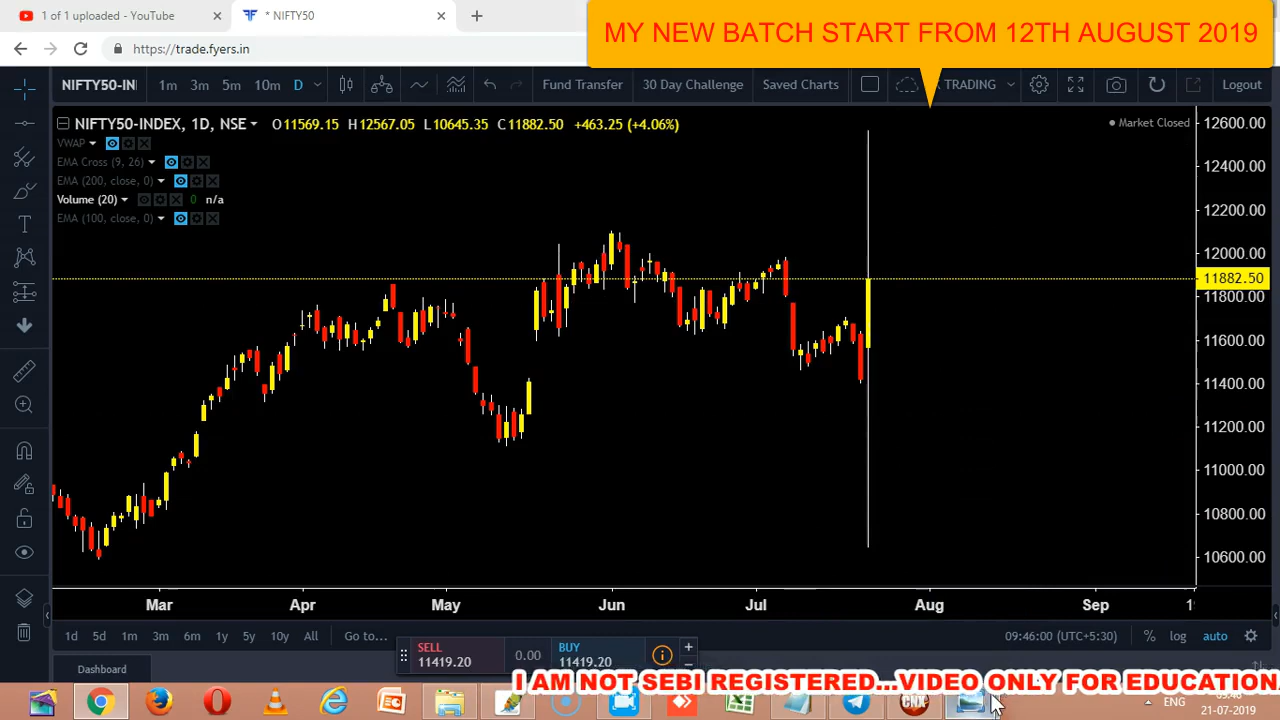 1 of 1 uploaded - YouTube
* NIFTY50
MY NEW BATCH START FROM 12TH AUGUST 2019
https://trade.fyers.in
NIFTY50-IN
1m 3m 5m 10m D
Fund Transfer
30 Day Challenge
Saved Charts
TRADING
Logout
NIFTY50-INDEX, 1D, NSE O11569.15 H12567.05 L10645.35 C11882.50 +463.25 (+4.06%)
Market Closed
VWAP
EMA Cross (9, 26)
EMA (200, close, 0)
Volume (20) 0 n/a
EMA (100, close, 0)
12600.00
12400.00
12200.00
12000.00
11882.50
11800.00
11600.00
11400.00
11200.00
11000.00
10800.00
10600.00
Mar Apr May Jun Jul Aug Sep
1d 5d 1m 3m 6m 1y 5y 10y All Go to...
09:46:00 (UTC+5:30) % log auto
SELL
11419.20
0.00
BUY
11419.20
Dashboard
I AM NOT SEBI REGISTERED...VIDEO ONLY FOR EDUCATION
CNX
ENG
21-07-2019